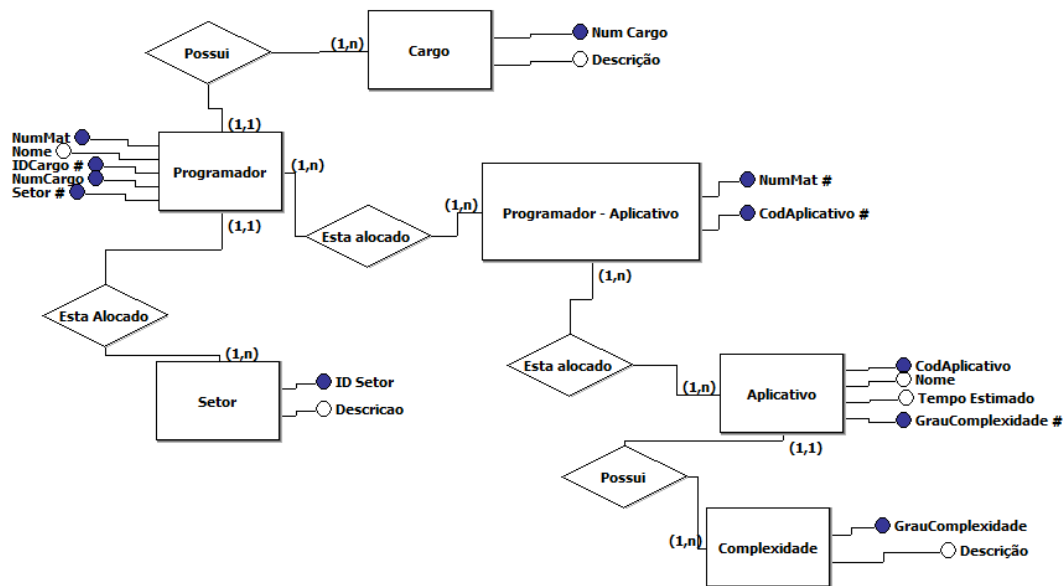 Possui
(1,n)
Cargo
Num Cargo
Descrição
(1,1)
NumMat
Nome
IDCargo #
NumCargo
Setor #
Programador
(1,n)
(1,1)
Esta alocado
(1,n)
Programador - Aplicativo
NumMat #
CodAplicativo #
(1,n)
Esta Alocado
(1,n)
Setor
ID Setor
Descricao
Esta alocado
(1,n)
Aplicativo
CodAplicativo
Nome
Tempo Estimado
GrauComplexidade #
(1,1)
Possui
(1,n)
Complexidade
GrauComplexidade
Descrição